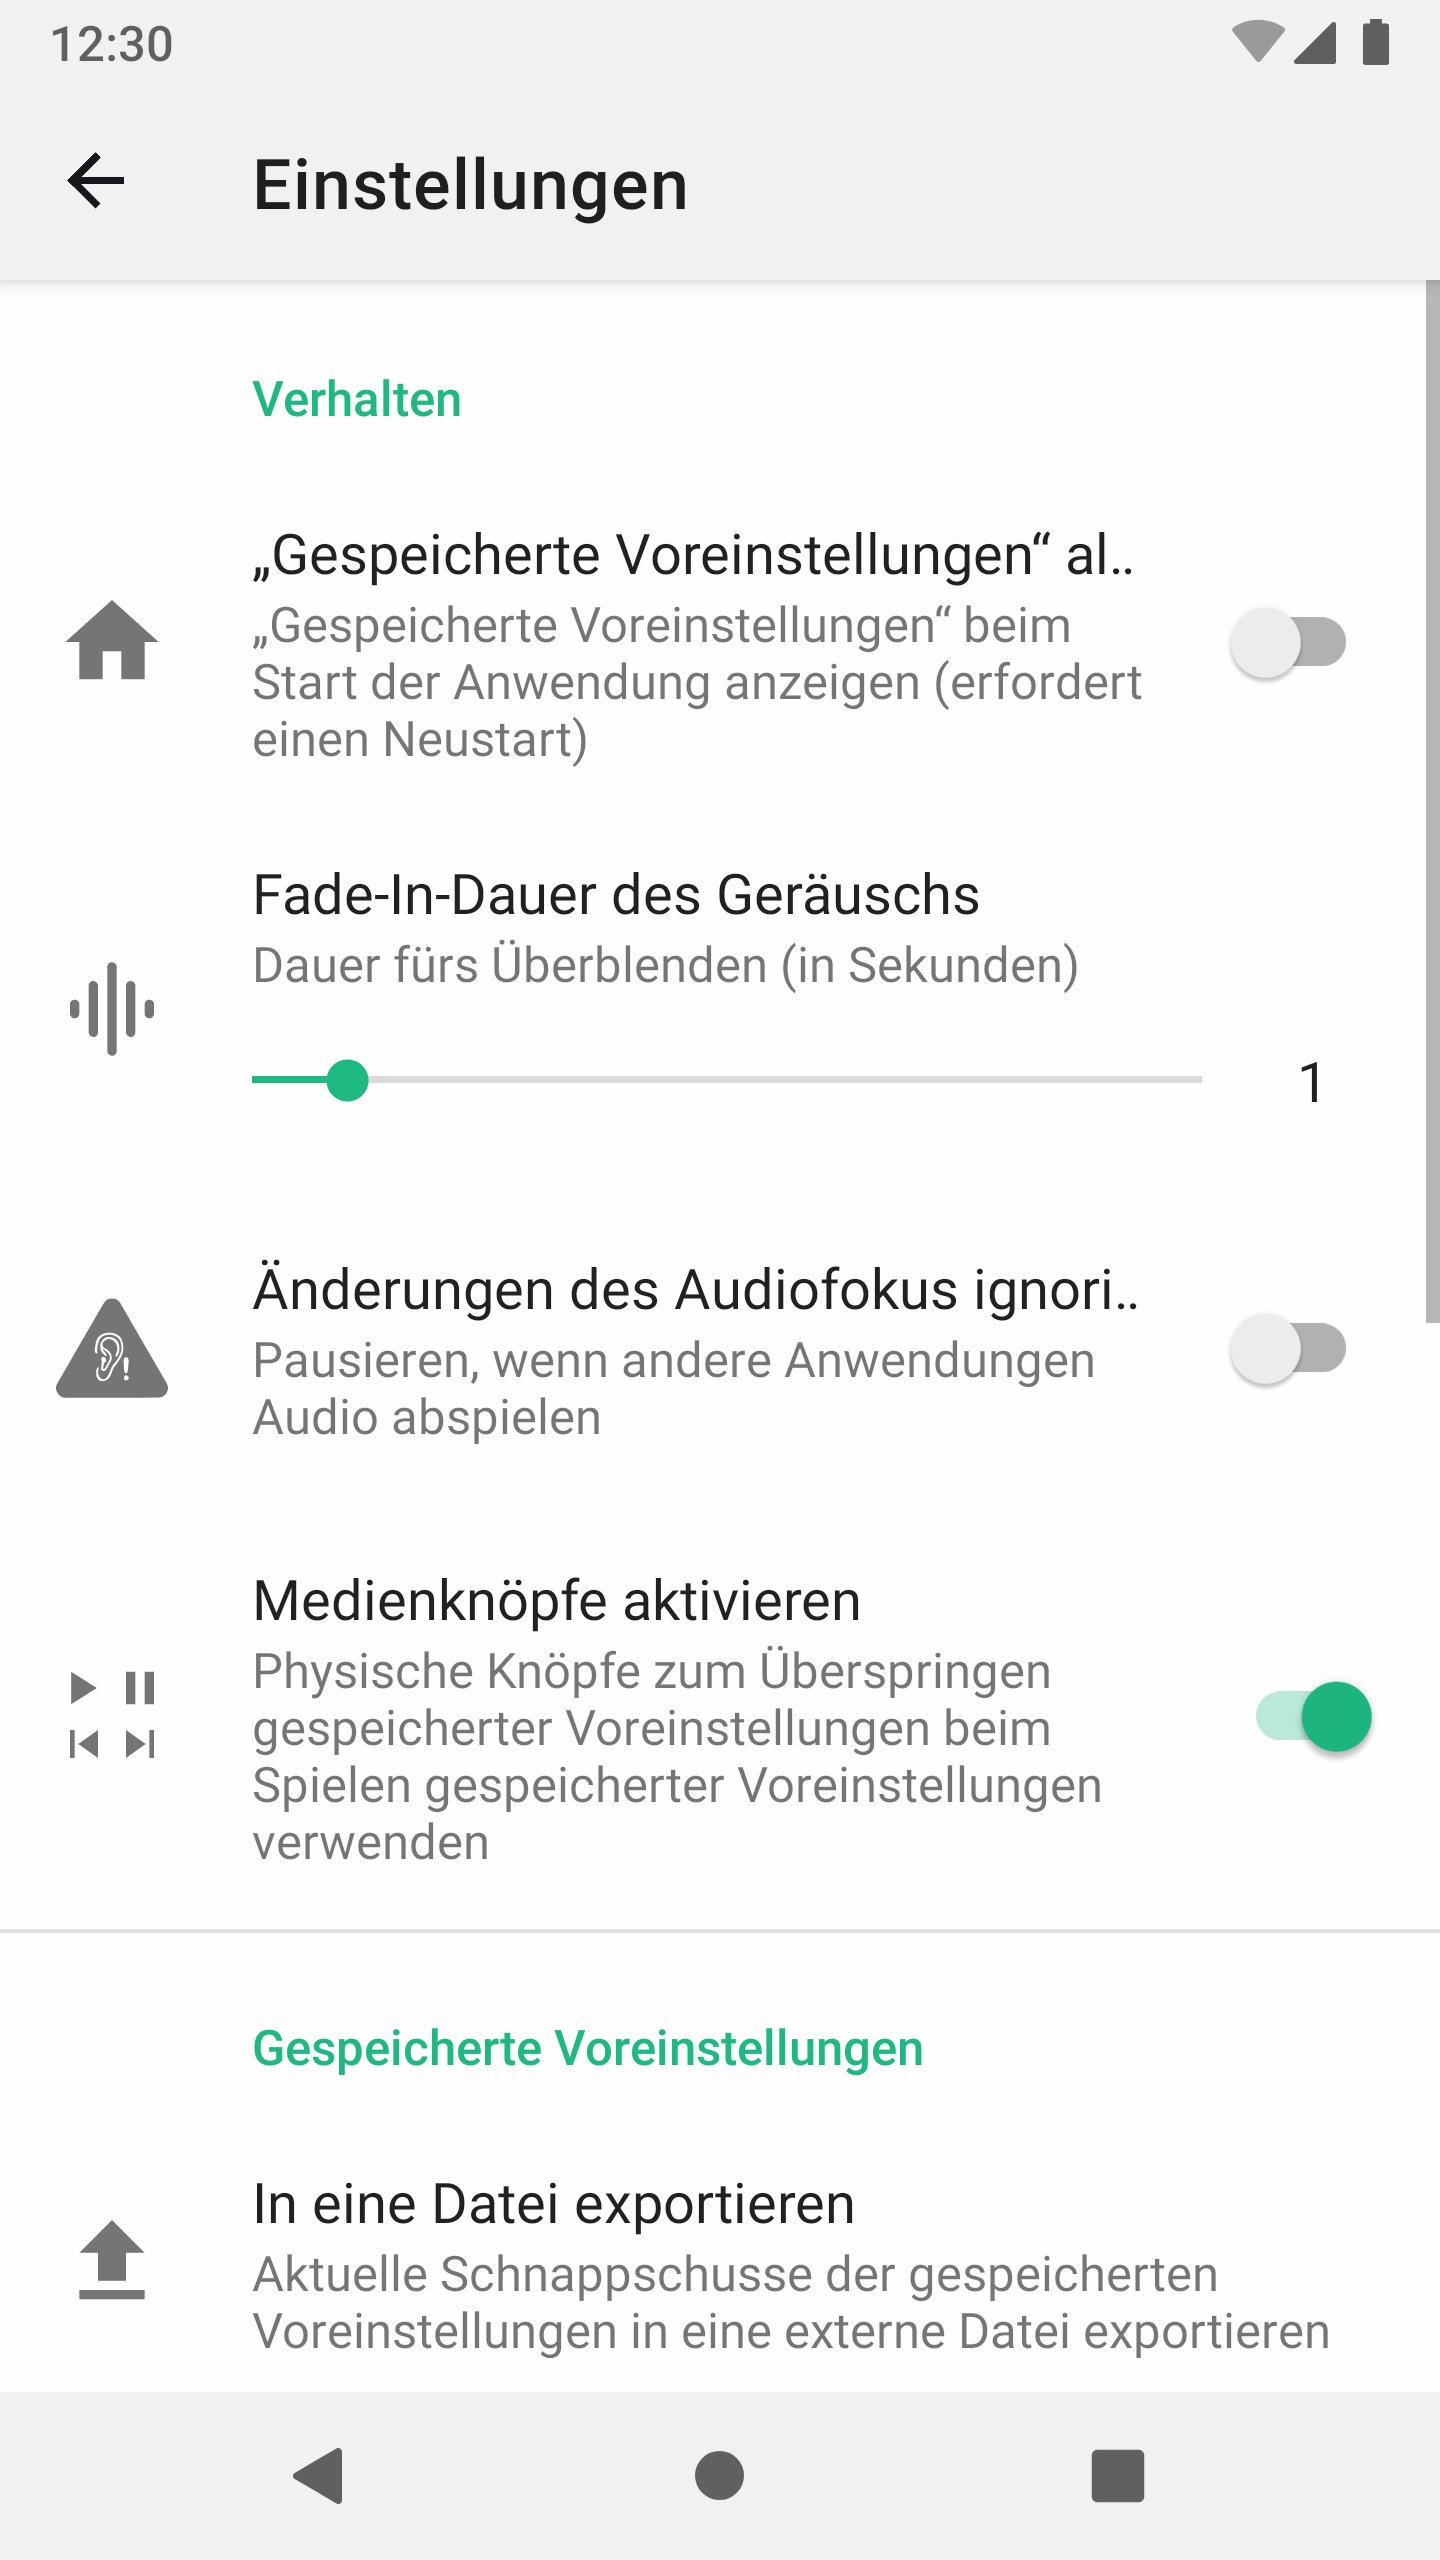 12:30
Einstellungen
Verhalten
„Gespeicherte Voreinstellungen“ al..
„Gespeicherte Voreinstellungen“ beim
Start der Anwendung anzeigen (erfordert
einen Neustart)
Fade-In-Dauer des Geräuschs
Dauer fürs Überblenden (in Sekunden)
1
Änderungen des Audiofokus ignori..
Pausieren, wenn andere Anwendungen
Audio abspielen
Medienknöpfe aktivieren
Physische Knöpfe zum Überspringen
gespeicherter Voreinstellungen beim
Spielen gespeicherter Voreinstellungen
verwenden
Gespeicherte Voreinstellungen
In eine Datei exportieren
Aktuelle Schnappschusse der gespeicherten
Voreinstellungen in eine externe Datei exportieren